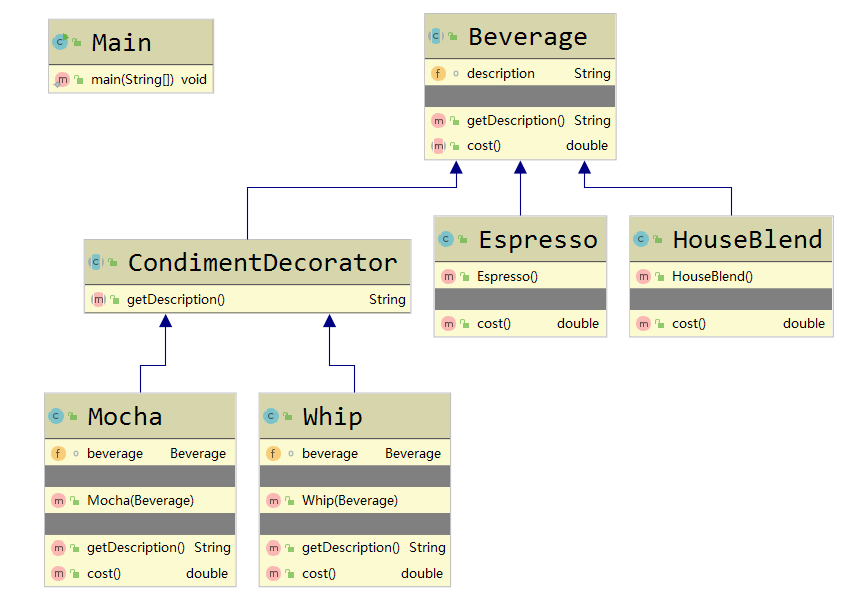 Main
main(String[]) void
Beverage
description String
getDescription() String
cost() double
CondimentDecorator
getDescription() String
Espresso
Espresso()
cost() double
HouseBlend
HouseBlend()
cost() double
Mocha
beverage Beverage
Mocha(Beverage)
getDescription() String
cost() double
Whip
beverage Beverage
Whip(Beverage)
getDescription() String
cost() double